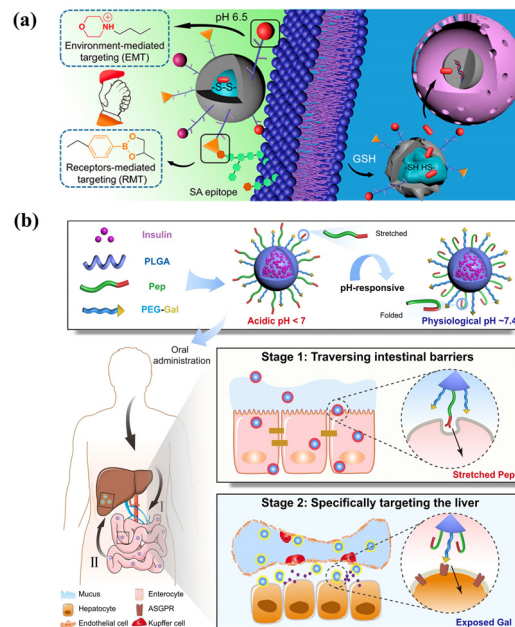 (a)
pH 6.5
O
N
H
⊕
Environment-mediated
targeting (EMT)
-S-S-
O
B
O
Receptors-mediated
targeting (RMT)
SA epitope
GSH
SH HS
(b)
Insulin
PLGA
Pep
PEG-Gal
Stretched
pH-responsive
Folded
Acidic pH < 7
Physiological pH ~7.4
Oral
administration
Stage 1: Traversing intestinal barriers
Stretched Pep
I
II
Stage 2: Specifically targeting the liver
Exposed Gal
Mucus
Enterocyte
Hepatocyte
ASGPR
Endothelial cell
Kupffer cell